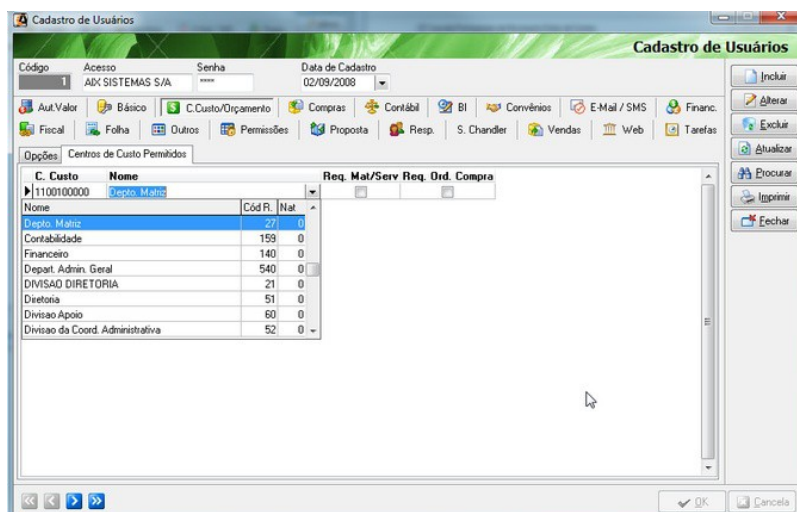 Cadastro de Usuários
Cadastro de Usuários
Código Acesso Senha Data de Cadastro
1 AIX SISTEMAS S/A **** 02/09/2008
Aut.Valor Básico C.Custo/Orçamento Compras Contábil BI Convênios E-Mail / SMS Financ.
Fiscal Folha Outros Permissões Proposta Resp. S. Chandler Vendas Web Tarefas
Opções Centros de Custo Permitidos
C. Custo Nome Req. Mat/Serv Req. Ord. Compra
1100100000 Depto. Matriz
Nome Cód R. Nat
Depto. Matriz 27 0
Contabilidade 159 0
Financeiro 140 0
Depart. Admin. Geral 540 0
DIVISAO DIRETORIA 21 0
Diretoria 51 0
Divisao Apoio 60 0
Divisao da Coord. Administrativa 52 0
Incluir
Alterar
Excluir
Atualizar
Procurar
Imprimir
Fechar
OK Cancela